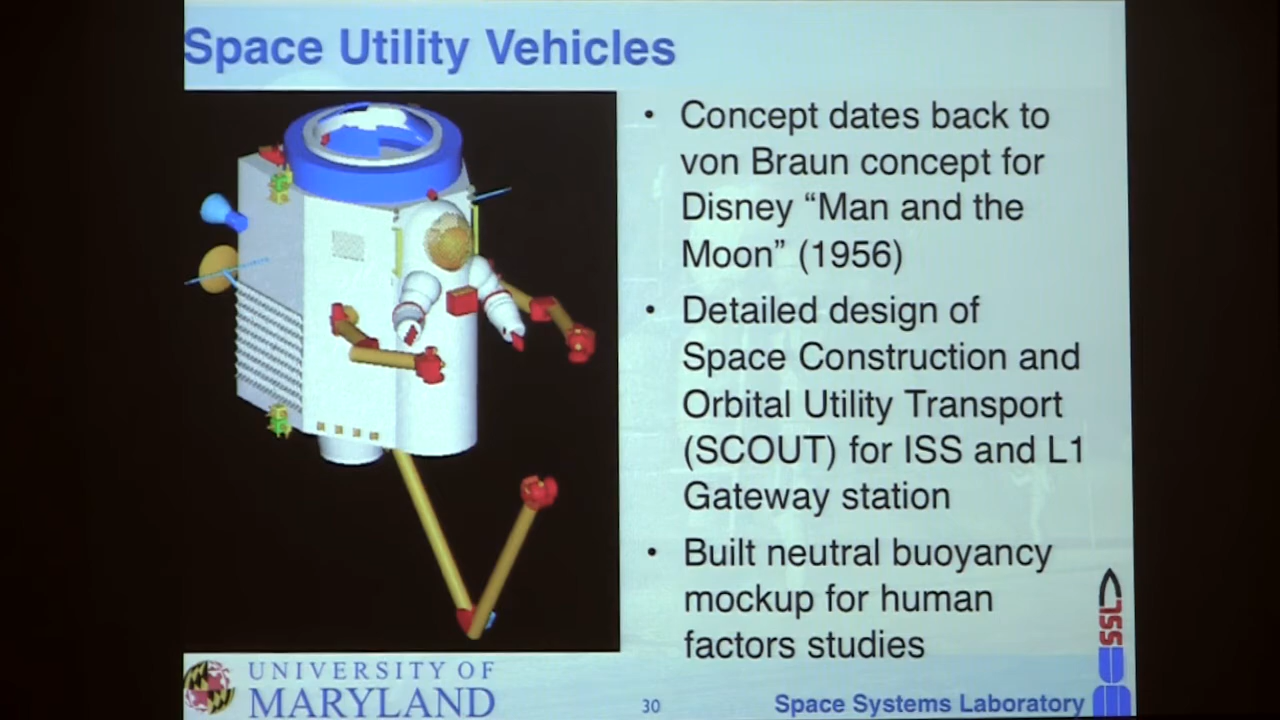 Space Utility Vehicles
• Concept dates back to
von Braun concept for
Disney “Man and the
Moon” (1956)
• Detailed design of
Space Construction and
Orbital Utility Transport
(SCOUT) for ISS and L1
Gateway station
• Built neutral buoyancy
mockup for human
factors studies
UNIVERSITY OF
MARYLAND
30
Space Systems Laboratory
SSL